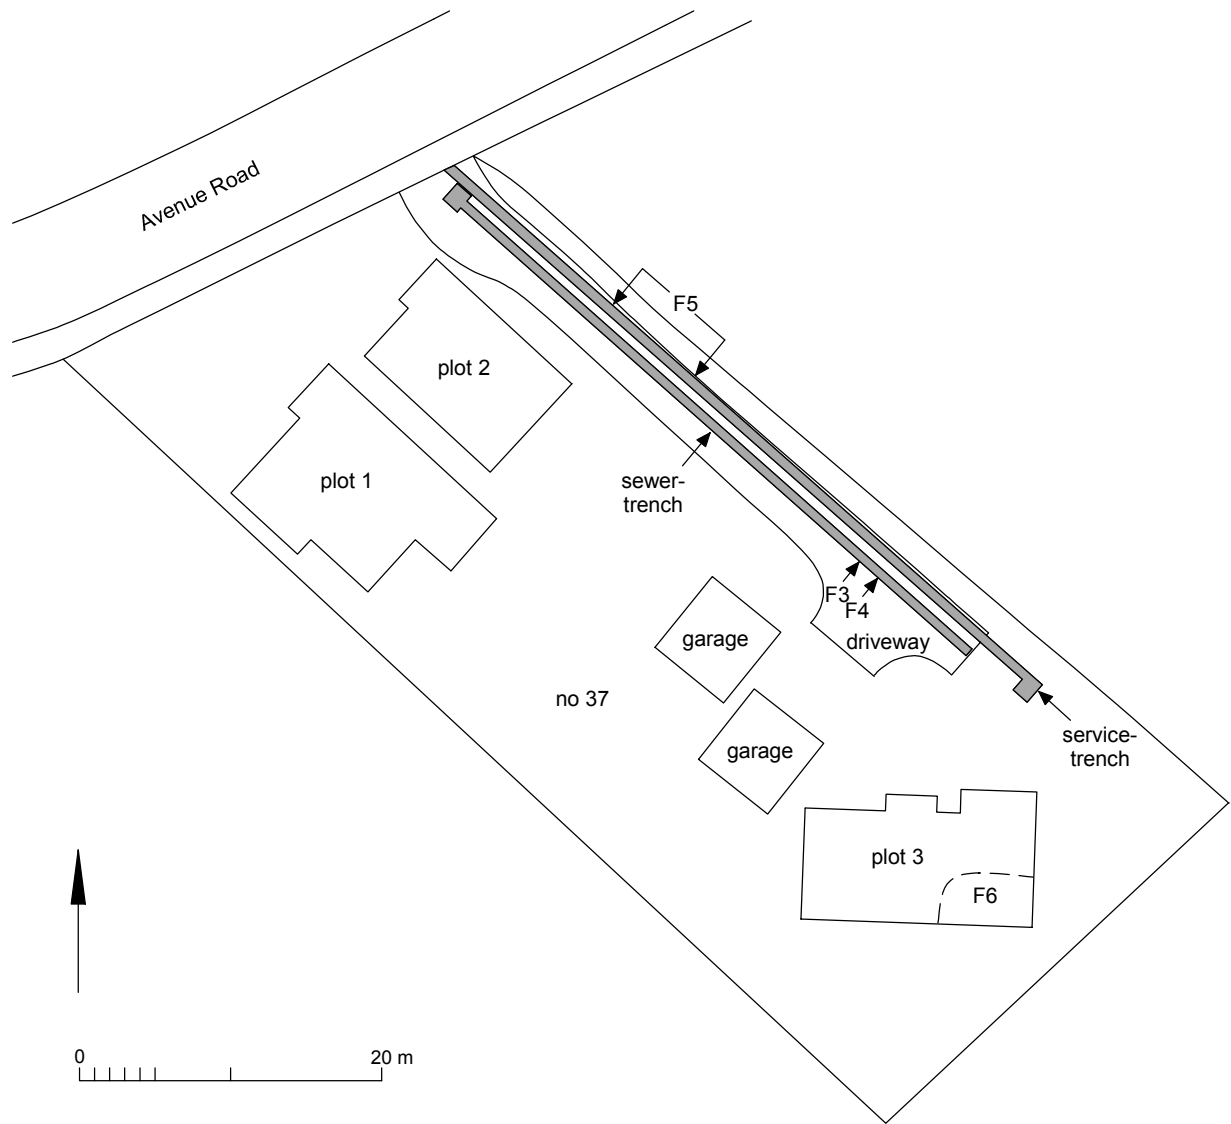 Avenue Road
F5
plot 2
plot 1
sewer-
trench
F3
F4
garage
driveway
no 37
garage
service-
trench
plot 3
F6
0
20 m